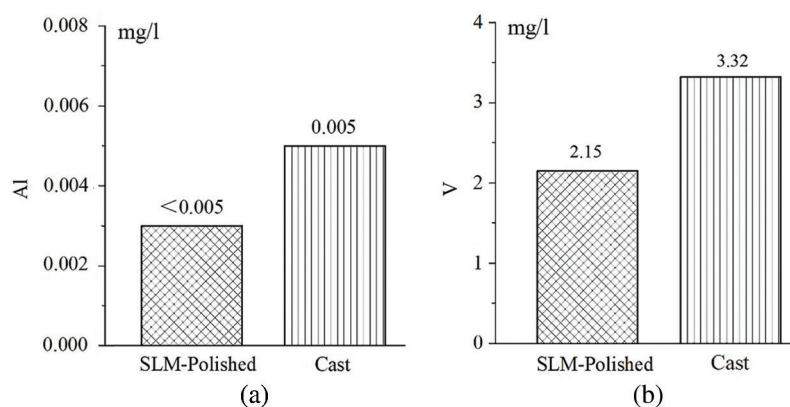 mg/l
0.008
0.006
0.004
0.002
0.000
Al
<0.005
0.005
SLM-Polished
Cast
(a)
mg/l
4
3
2
1
0
V
2.15
3.32
SLM-Polished
Cast
(b)